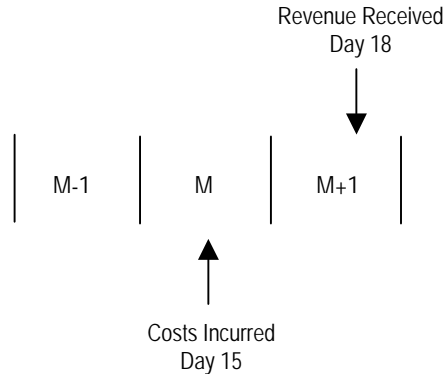 Revenue Received
Day 18
M-1 M M+1
Costs Incurred
Day 15